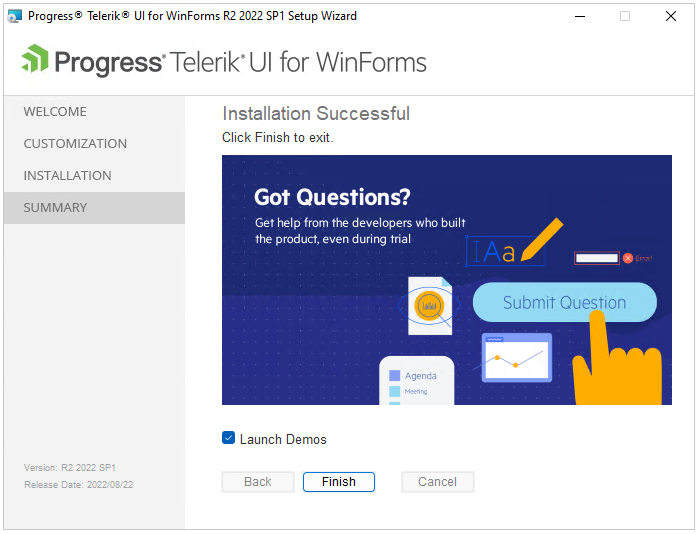 Progress® Telerik® UI for WinForms R2 2022 SP1 Setup Wizard
Progress® Telerik® UI for WinForms
WELCOME
CUSTOMIZATION
INSTALLATION
SUMMARY
Installation Successful
Click Finish to exit.
Got Questions?
Get help from the developers who built
the product, even during trial
Aa
Error!
Submit Question
Agenda
Meeting
Launch Demos
Version: R2 2022 SP1
Release Date: 2022/08/22
Back
Finish
Cancel